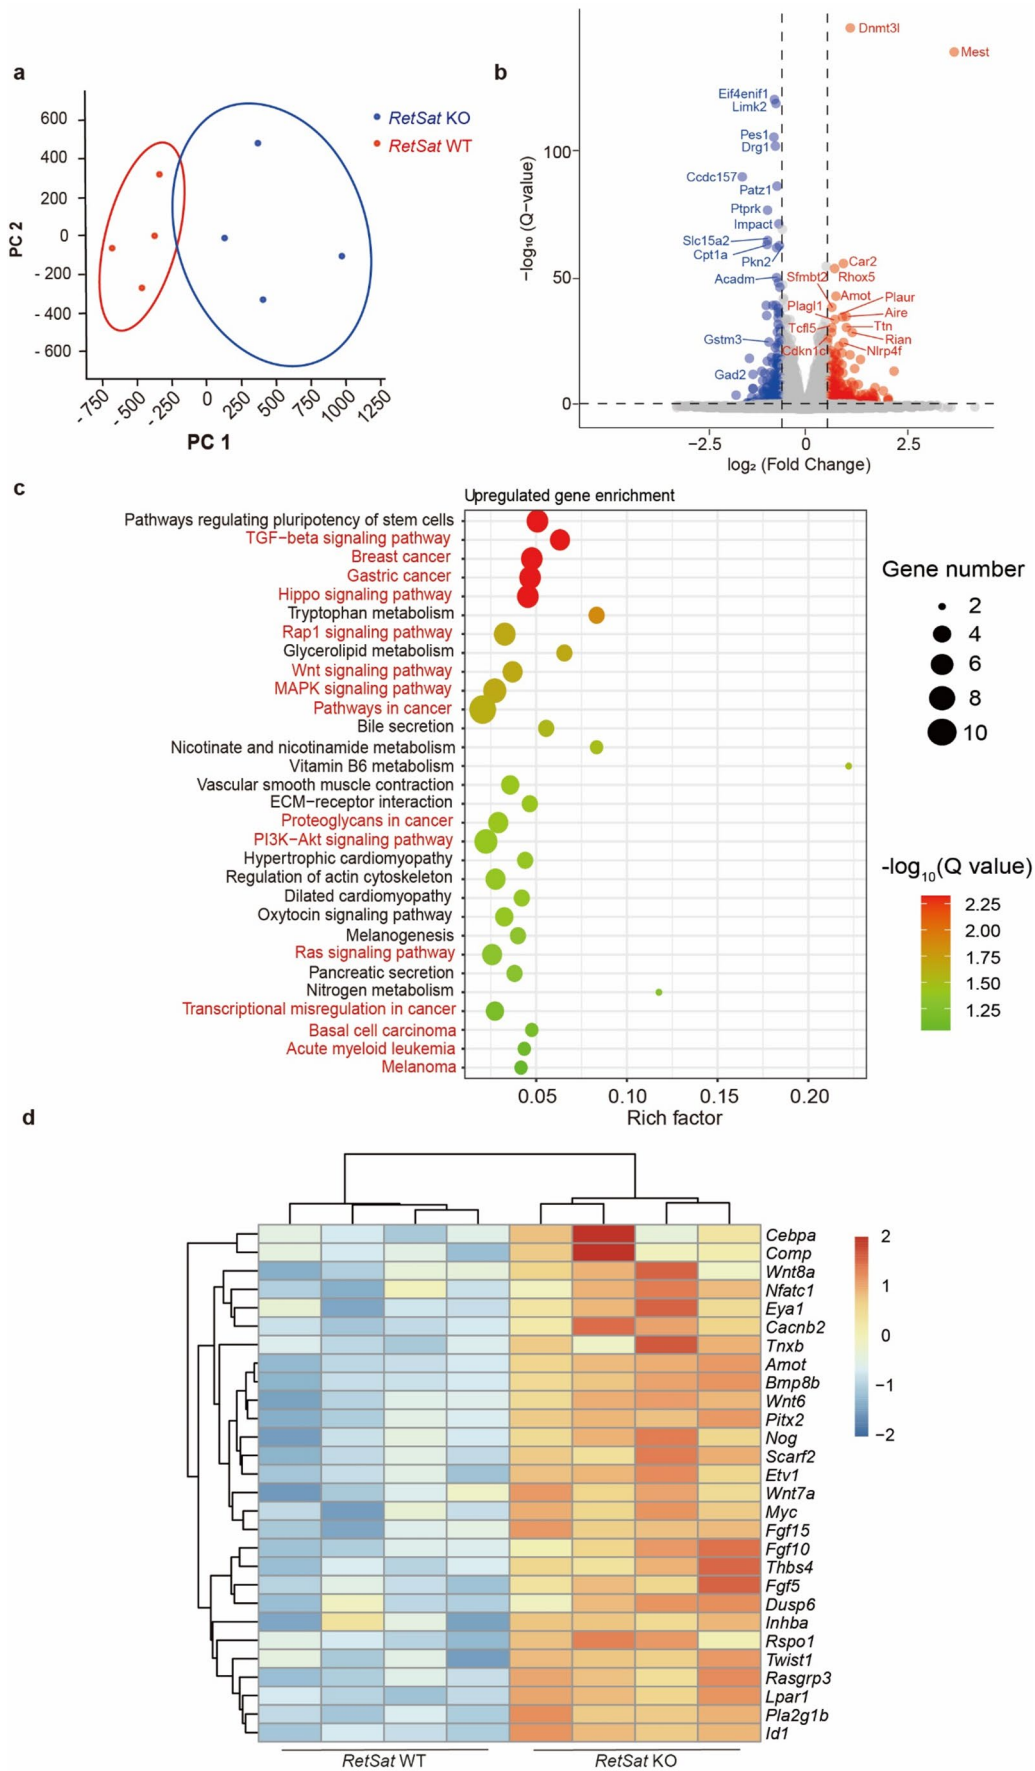 a
PC 2
600
400
200
0
- 200
- 400
- 600
-750
-500
-250
0
250
500
750
1000
1250
PC 1
RetSat KO
RetSat WT
b
−log₁₀ (Q−value)
100
50
0
−2.5
0
2.5
log₂ (Fold Change)
Dnmt3l
Mest
Eif4enif1
Limk2
Pes1
Drg1
Ccdc157
Patz1
Ptprk
Impact
Slc15a2
Cpt1a
Pkn2
Acadm
Gstm3
Gad2
Car2
Sfmbt2
Rhox5
Amot
Plaur
Plagl1
Aire
Tcfl5
Ttn
Rian
Cdkn1c
Nlrp4f
c
Upregulated gene enrichment
Pathways regulating pluripotency of stem cells
TGF−beta signaling pathway
Breast cancer
Gastric cancer
Hippo signaling pathway
Tryptophan metabolism
Rap1 signaling pathway
Glycerolipid metabolism
Wnt signaling pathway
MAPK signaling pathway
Pathways in cancer
Bile secretion
Nicotinate and nicotinamide metabolism
Vitamin B6 metabolism
Vascular smooth muscle contraction
ECM−receptor interaction
Proteoglycans in cancer
PI3K−Akt signaling pathway
Hypertrophic cardiomyopathy
Regulation of actin cytoskeleton
Dilated cardiomyopathy
Oxytocin signaling pathway
Melanogenesis
Ras signaling pathway
Pancreatic secretion
Nitrogen metabolism
Transcriptional misregulation in cancer
Basal cell carcinoma
Acute myeloid leukemia
Melanoma
0.05
0.10
0.15
0.20
Rich factor
Gene number
2
4
6
8
10
-log₁₀(Q value)
2.25
2.00
1.75
1.50
1.25
d
Cebpa
Comp
Wnt8a
Nfatc1
Eya1
Cacnb2
Tnxb
Amot
Bmp8b
Wnt6
Pitx2
Nog
Scarf2
Etv1
Wnt7a
Myc
Fgf15
Fgf10
Thbs4
Fgf5
Dusp6
Inhba
Rspo1
Twist1
Rasgrp3
Lpar1
Pla2g1b
Id1
2
1
0
−1
−2
RetSat WT
RetSat KO